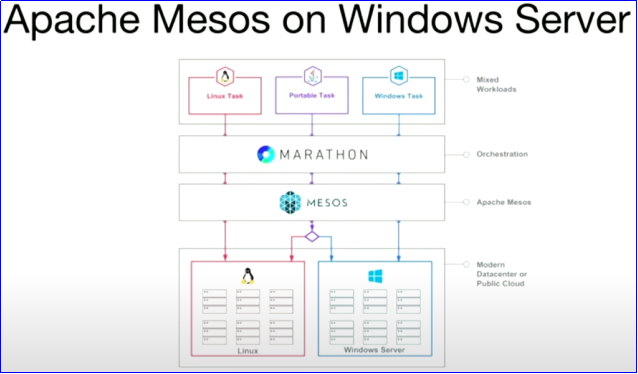 Apache Mesos on Windows Server
Linux Task
Portable Task
Windows Task
Mixed
Workloads
MARATHON
Orchestration
MESOS
Apache Mesos
Modern
Datacenter or
Public Cloud
Linux
Windows Server